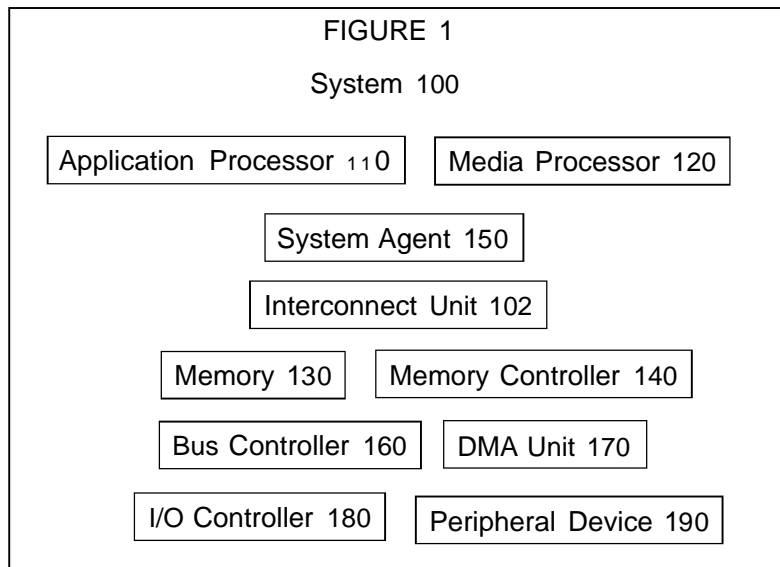 FIGURE 1
System 100
Application Processor 110 Media Processor 120
System Agent 150
Interconnect Unit 102
Memory 130 Memory Controller 140
Bus Controller 160 DMA Unit 170
I/O Controller 180 Peripheral Device 190